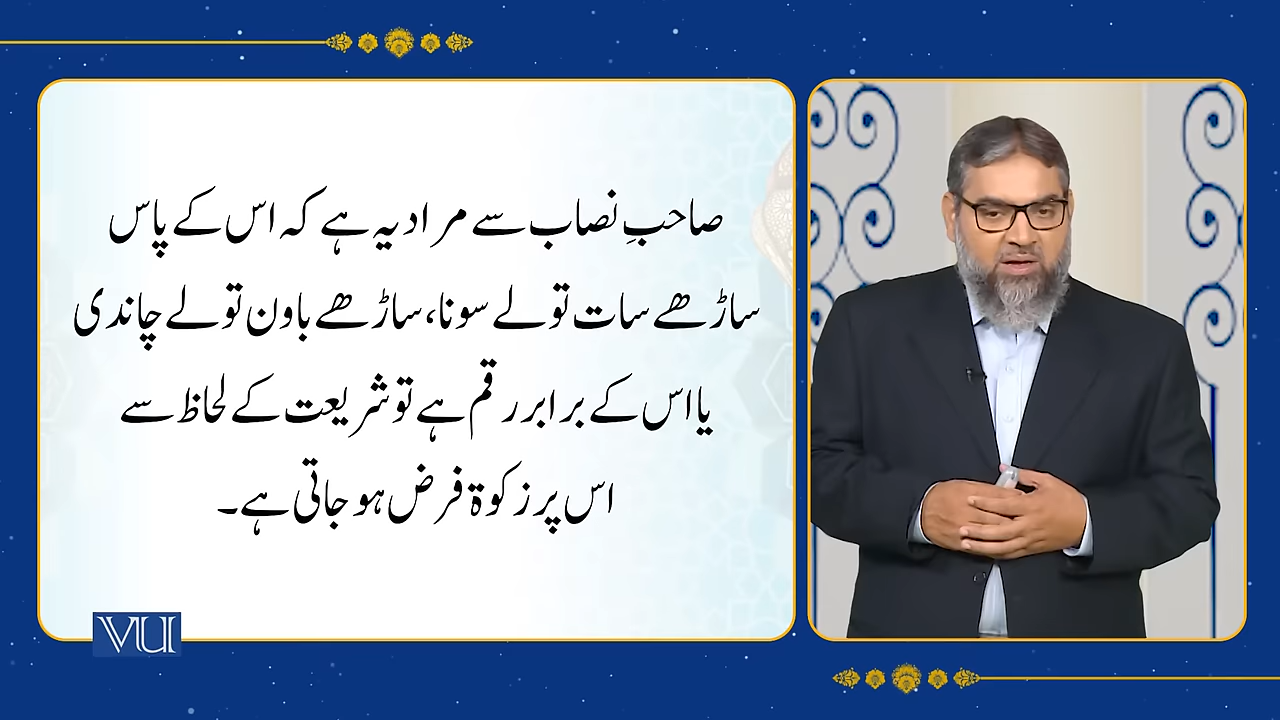 صاحبِ نصاب سے مراد یہ ہے کہ اس کے پاس
ساڑھے سات تولے سونا، ساڑھے باون تولے چاندی
یا اس کے برابر رقم ہے تو شریعت کے لحاظ سے
اس پر زکوۃ فرض ہو جاتی ہے۔
VU